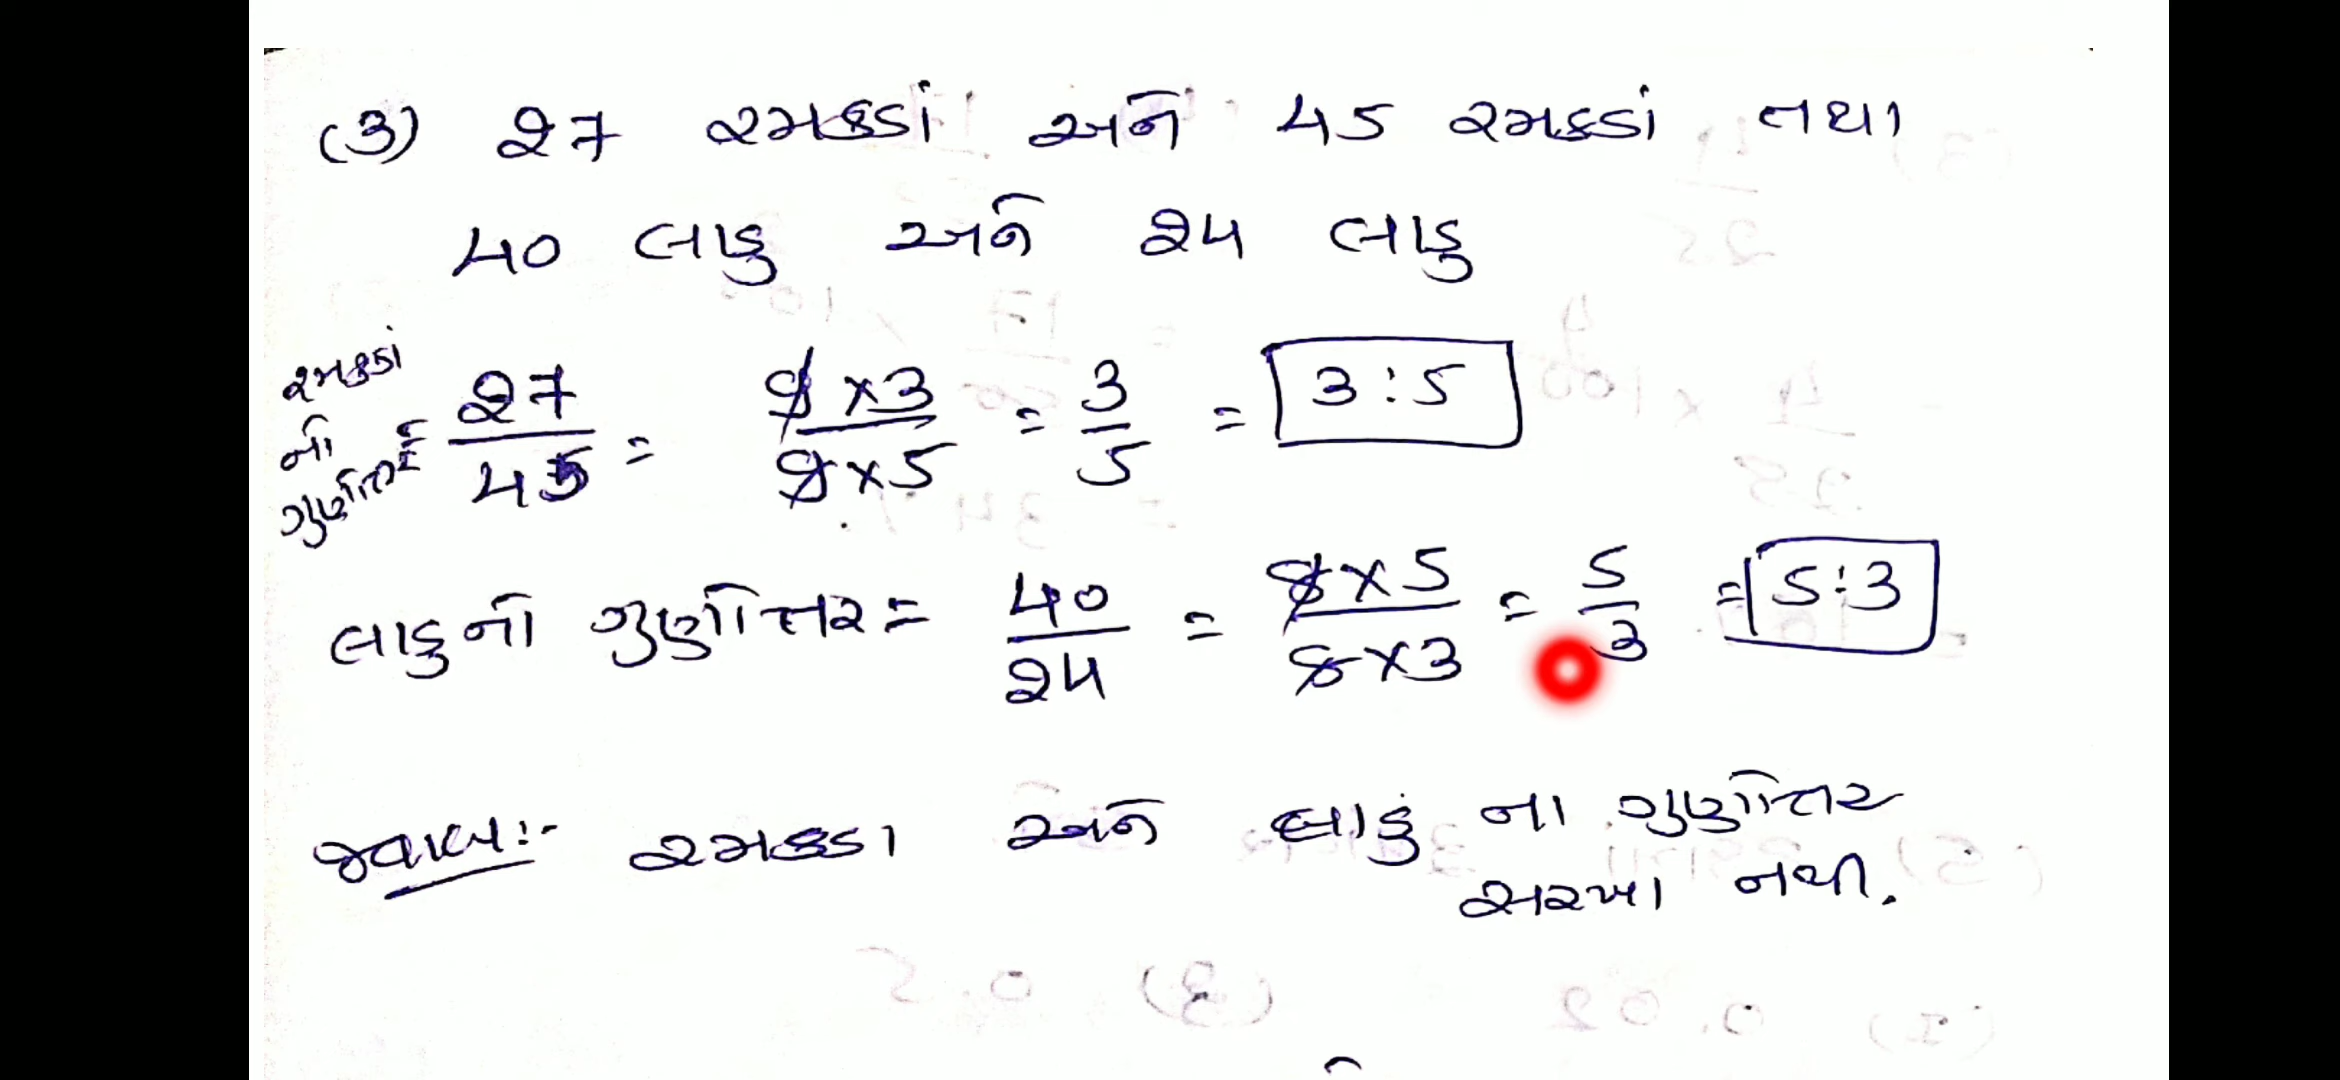 (3) 27 રમકડાં અને 45 રમકડાં તથા
40 લાડુ અને 24 લાડુ
રમકડાં નો ગુણોત્તર = 27/45 = 9×3/9×5 = 3/5 = 3:5
લાડુનો ગુણોત્તર = 40/24 = 8×5/8×3 = 5/3 = 5:3
જવાબ:- રમકડા અને લાડું ના ગુણોત્તર
સરખા નથી.